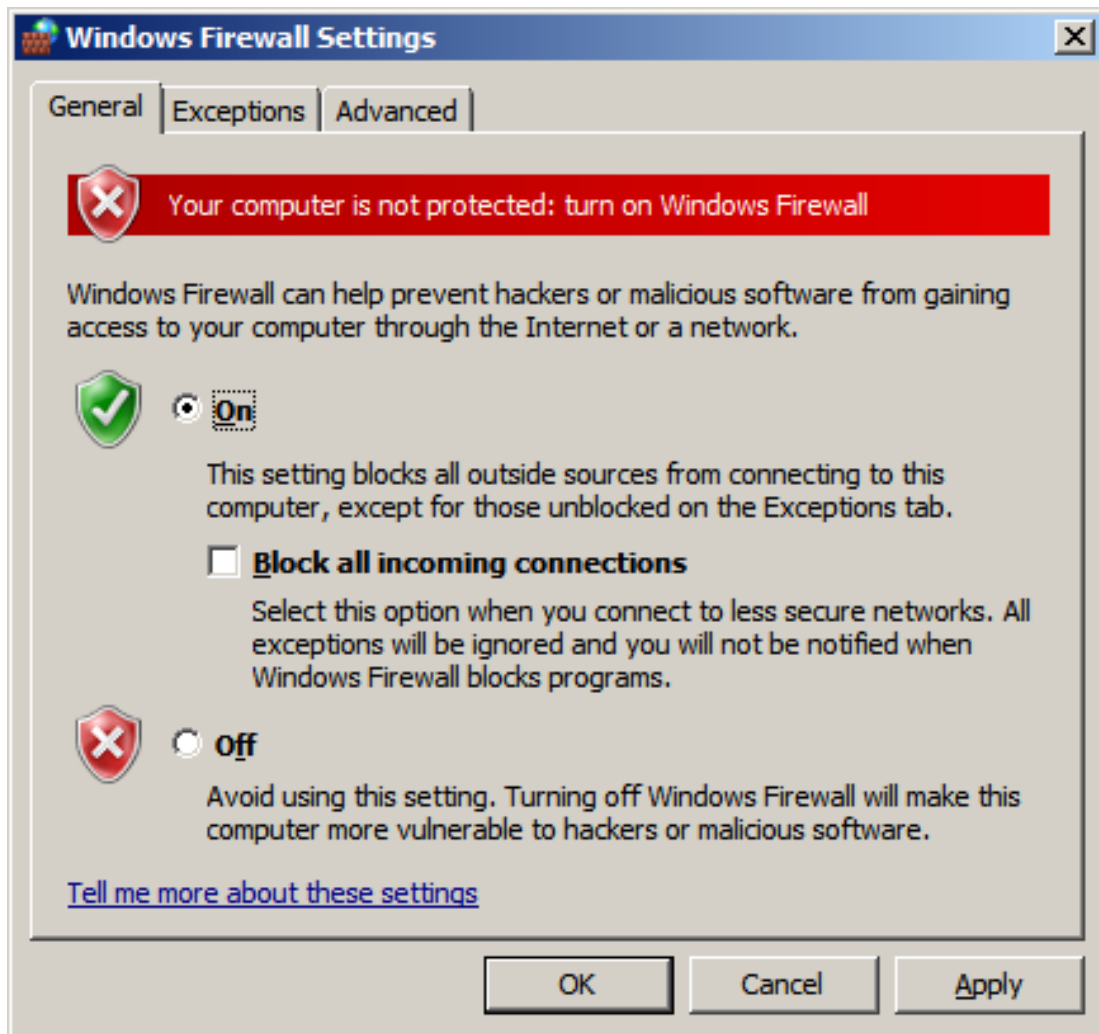 Windows Firewall Settings
General
Exceptions
Advanced
Your computer is not protected: turn on Windows Firewall
Windows Firewall can help prevent hackers or malicious software from gaining
access to your computer through the Internet or a network.
On
This setting blocks all outside sources from connecting to this
computer, except for those unblocked on the Exceptions tab.
Block all incoming connections
Select this option when you connect to less secure networks. All
exceptions will be ignored and you will not be notified when
Windows Firewall blocks programs.
Off
Avoid using this setting. Turning off Windows Firewall will make this
computer more vulnerable to hackers or malicious software.
Tell me more about these settings
OK
Cancel
Apply